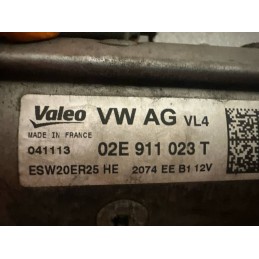 Valeo VW AG VL4
MADE IN FRANCE
041113 02E 911 023 T
ESW20ER25 HE 2074 EE B1 12V